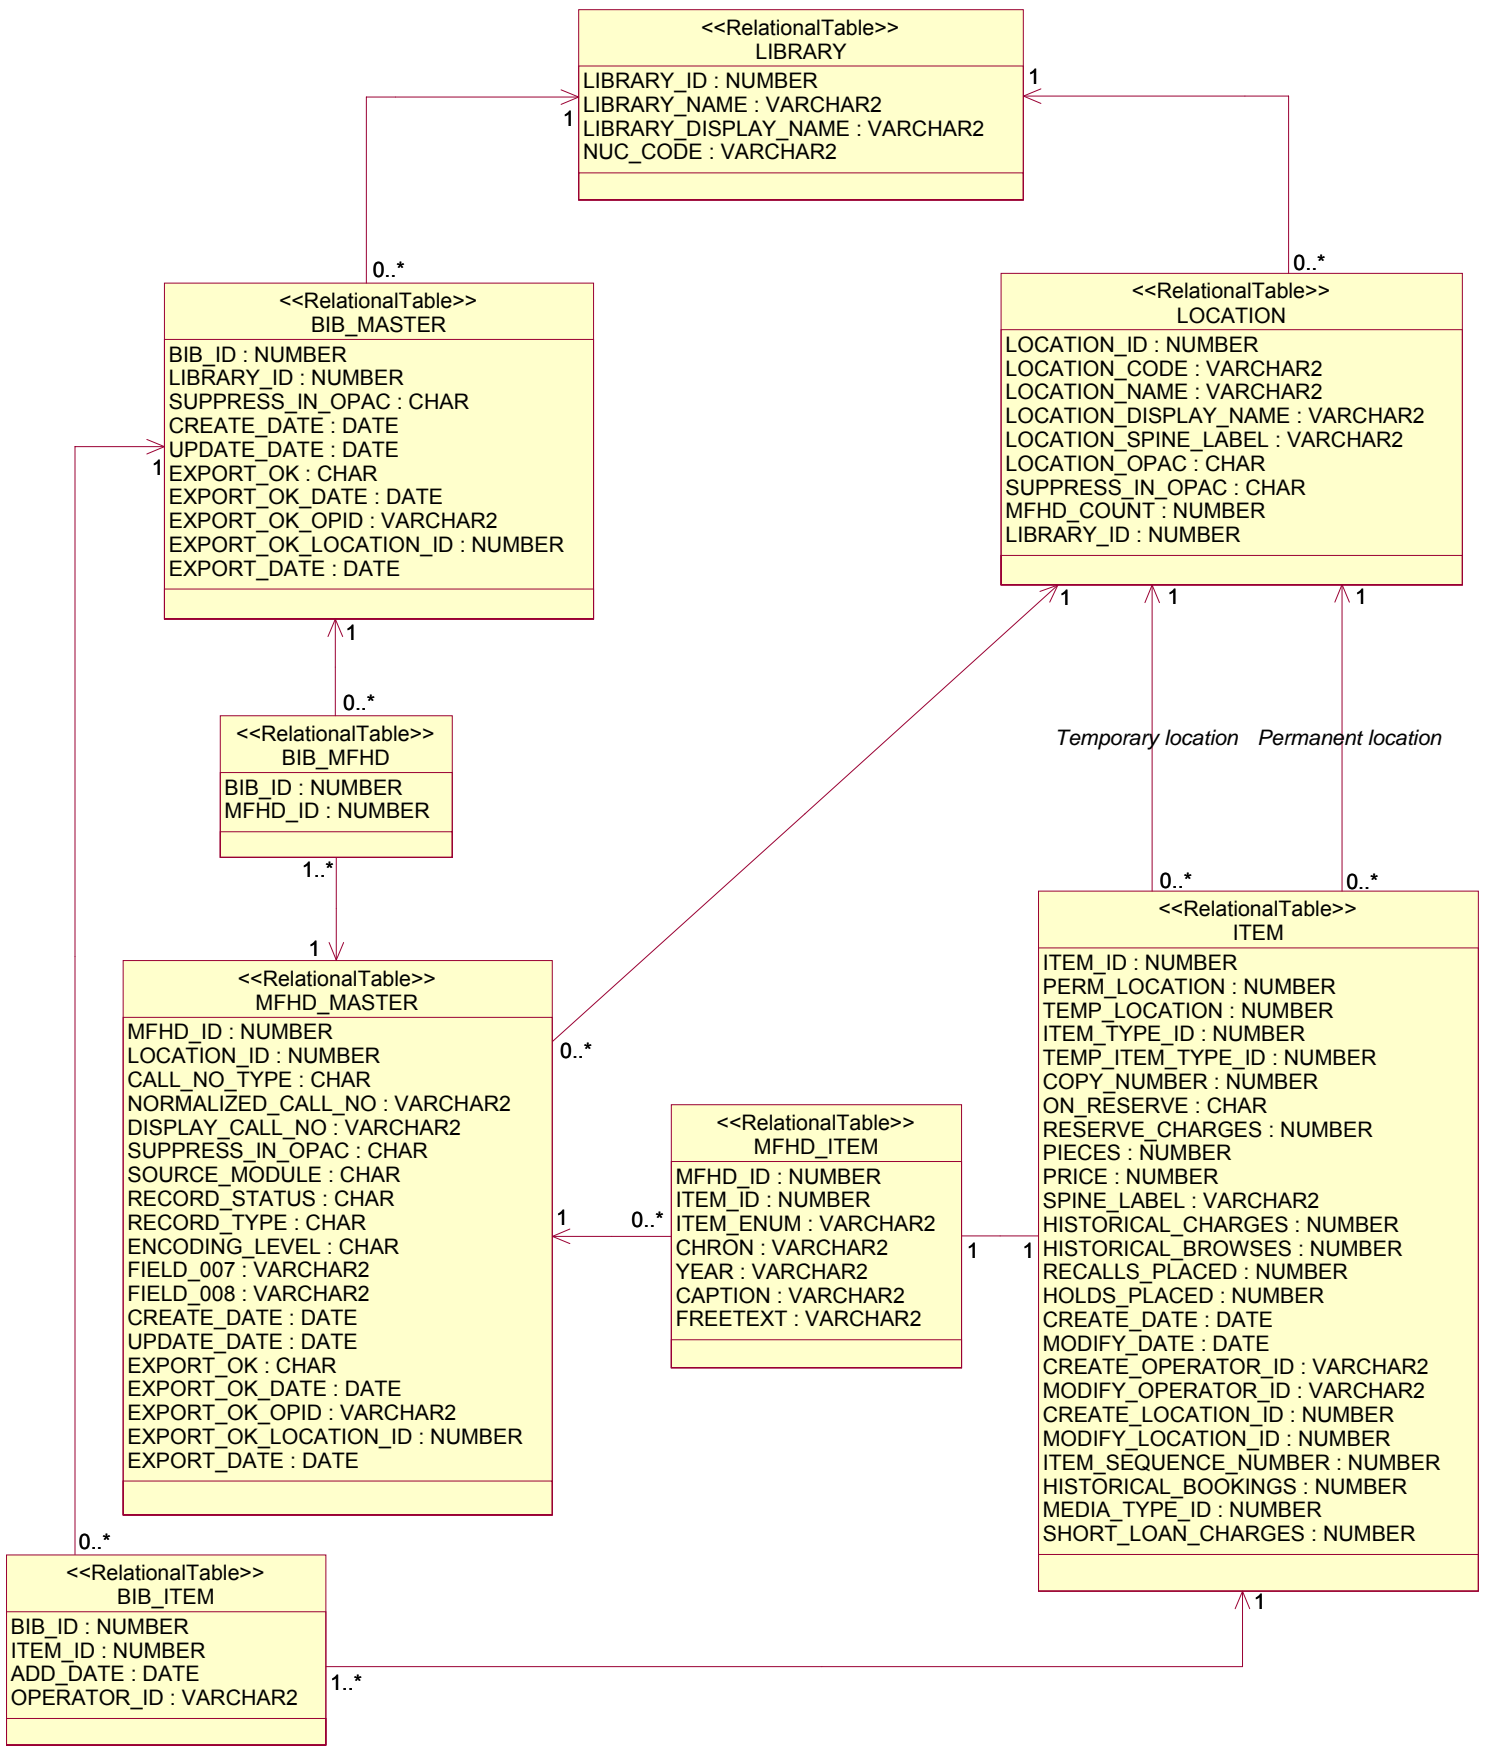 <<RelationalTable>>
LIBRARY
LIBRARY_ID : NUMBER
LIBRARY_NAME : VARCHAR2
LIBRARY_DISPLAY_NAME : VARCHAR2
NUC_CODE : VARCHAR2
1
1
0..*
0..*
<<RelationalTable>>
BIB_MASTER
BIB_ID : NUMBER
LIBRARY_ID : NUMBER
SUPPRESS_IN_OPAC : CHAR
CREATE_DATE : DATE
UPDATE_DATE : DATE
EXPORT_OK : CHAR
EXPORT_OK_DATE : DATE
EXPORT_OK_OPID : VARCHAR2
EXPORT_OK_LOCATION_ID : NUMBER
EXPORT_DATE : DATE
1
1
<<RelationalTable>>
LOCATION
LOCATION_ID : NUMBER
LOCATION_CODE : VARCHAR2
LOCATION_NAME : VARCHAR2
LOCATION_DISPLAY_NAME : VARCHAR2
LOCATION_SPINE_LABEL : VARCHAR2
LOCATION_OPAC : CHAR
SUPPRESS_IN_OPAC : CHAR
MFHD_COUNT : NUMBER
LIBRARY_ID : NUMBER
1
1
1
0..*
<<RelationalTable>>
BIB_MFHD
BIB_ID : NUMBER
MFHD_ID : NUMBER
1..*
1
Temporary location
Permanent location
0..*
0..*
<<RelationalTable>>
MFHD_MASTER
MFHD_ID : NUMBER
LOCATION_ID : NUMBER
CALL_NO_TYPE : CHAR
NORMALIZED_CALL_NO : VARCHAR2
DISPLAY_CALL_NO : VARCHAR2
SUPPRESS_IN_OPAC : CHAR
SOURCE_MODULE : CHAR
RECORD_STATUS : CHAR
RECORD_TYPE : CHAR
ENCODING_LEVEL : CHAR
FIELD_007 : VARCHAR2
FIELD_008 : VARCHAR2
CREATE_DATE : DATE
UPDATE_DATE : DATE
EXPORT_OK : CHAR
EXPORT_OK_DATE : DATE
EXPORT_OK_OPID : VARCHAR2
EXPORT_OK_LOCATION_ID : NUMBER
EXPORT_DATE : DATE
0..*
1
0..*
<<RelationalTable>>
MFHD_ITEM
MFHD_ID : NUMBER
ITEM_ID : NUMBER
ITEM_ENUM : VARCHAR2
CHRON : VARCHAR2
YEAR : VARCHAR2
CAPTION : VARCHAR2
FREETEXT : VARCHAR2
1
1
<<RelationalTable>>
ITEM
ITEM_ID : NUMBER
PERM_LOCATION : NUMBER
TEMP_LOCATION : NUMBER
ITEM_TYPE_ID : NUMBER
TEMP_ITEM_TYPE_ID : NUMBER
COPY_NUMBER : NUMBER
ON_RESERVE : CHAR
RESERVE_CHARGES : NUMBER
PIECES : NUMBER
PRICE : NUMBER
SPINE_LABEL : VARCHAR2
HISTORICAL_CHARGES : NUMBER
HISTORICAL_BROWSES : NUMBER
RECALLS_PLACED : NUMBER
HOLDS_PLACED : NUMBER
CREATE_DATE : DATE
MODIFY_DATE : DATE
CREATE_OPERATOR_ID : VARCHAR2
MODIFY_OPERATOR_ID : VARCHAR2
CREATE_LOCATION_ID : NUMBER
MODIFY_LOCATION_ID : NUMBER
ITEM_SEQUENCE_NUMBER : NUMBER
HISTORICAL_BOOKINGS : NUMBER
MEDIA_TYPE_ID : NUMBER
SHORT_LOAN_CHARGES : NUMBER
1
0..*
<<RelationalTable>>
BIB_ITEM
BIB_ID : NUMBER
ITEM_ID : NUMBER
ADD_DATE : DATE
OPERATOR_ID : VARCHAR2
1..*